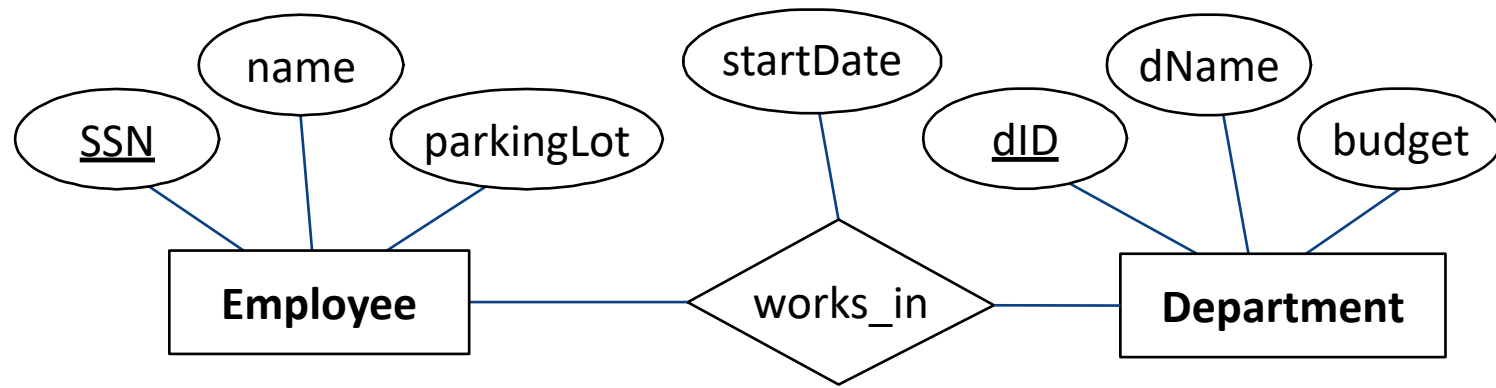 name
SSN
parkingLot
Employee
startDate
works_in
dName
dID
budget
Department